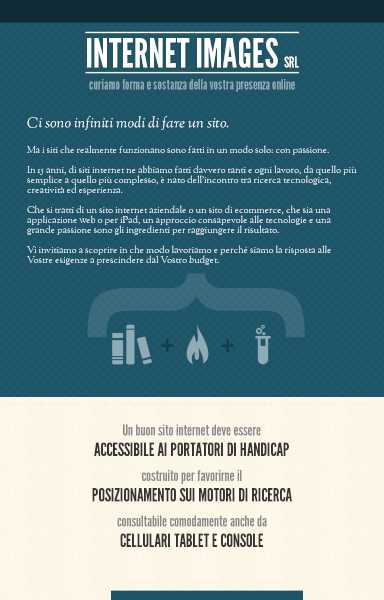 INTERNET IMAGES SRL
curiamo forma e sostanza della vostra presenza online
Ci sono infiniti modi di fare un sito.
Ma i siti che realmente funzionano sono fatti in un modo solo: con passione.
In 15 anni, di siti internet ne abbiamo fatti davvero tanti e ogni lavoro, da quello più
semplice a quello più complesso, è nato dell'incontro tra ricerca tecnologica,
creatività ed esperienza.
Che si tratti di un sito internet aziendale o un sito di ecommerce, che sia una
applicazione web o per iPad, un approccio consapevole alle tecnologie e una
grande passione sono gli ingredienti per raggiungere il risultato.
Vi invitiamo a scoprire in che modo lavoriamo e perché siamo la risposta alle
Vostre esigenze a prescindere dal Vostro budget.
Un buon sito internet deve essere
ACCESSIBILE AI PORTATORI DI HANDICAP
costruito per favorirne il
POSIZIONAMENTO SUI MOTORI DI RICERCA
consultabile comodamente anche da
CELLULARI TABLET E CONSOLE